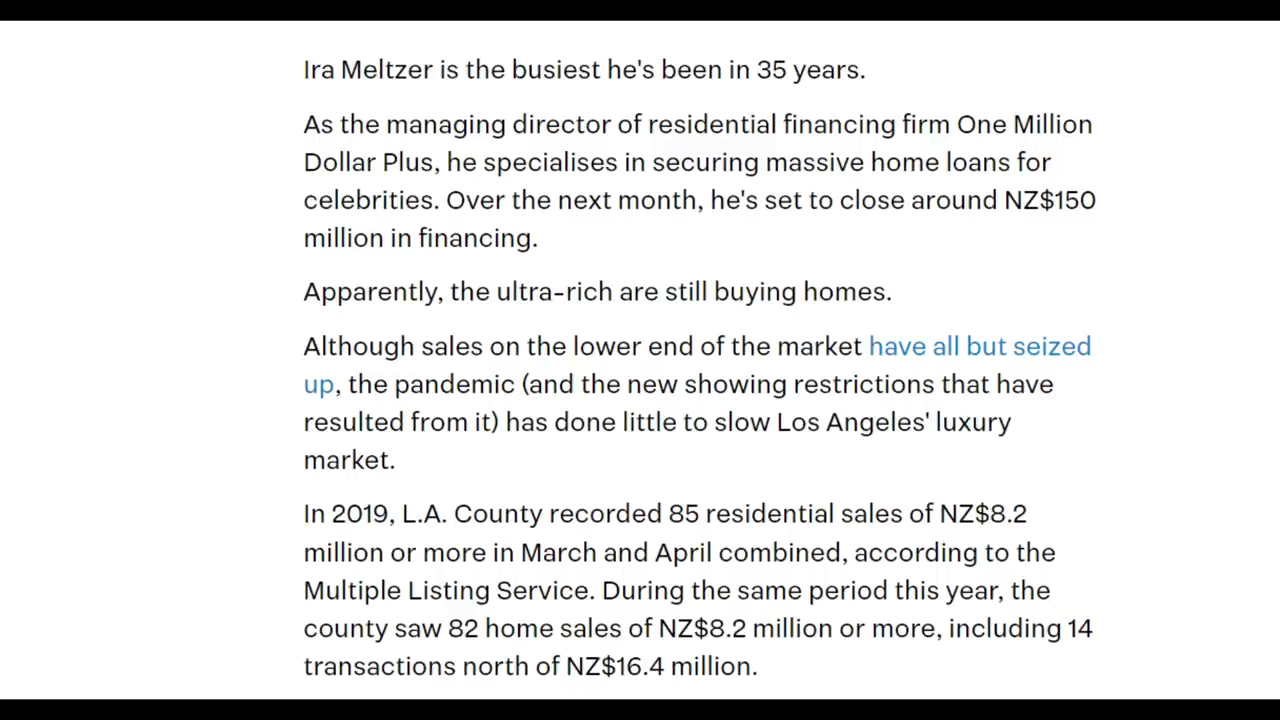 Ira Meltzer is the busiest he's been in 35 years.
As the managing director of residential financing firm One Million
Dollar Plus, he specialises in securing massive home loans for
celebrities. Over the next month, he's set to close around NZ$150
million in financing.
Apparently, the ultra-rich are still buying homes.
Although sales on the lower end of the market have all but seized
up, the pandemic (and the new showing restrictions that have
resulted from it) has done little to slow Los Angeles' luxury
market.
In 2019, L.A. County recorded 85 residential sales of NZ$8.2
million or more in March and April combined, according to the
Multiple Listing Service. During the same period this year, the
county saw 82 home sales of NZ$8.2 million or more, including 14
transactions north of NZ$16.4 million.